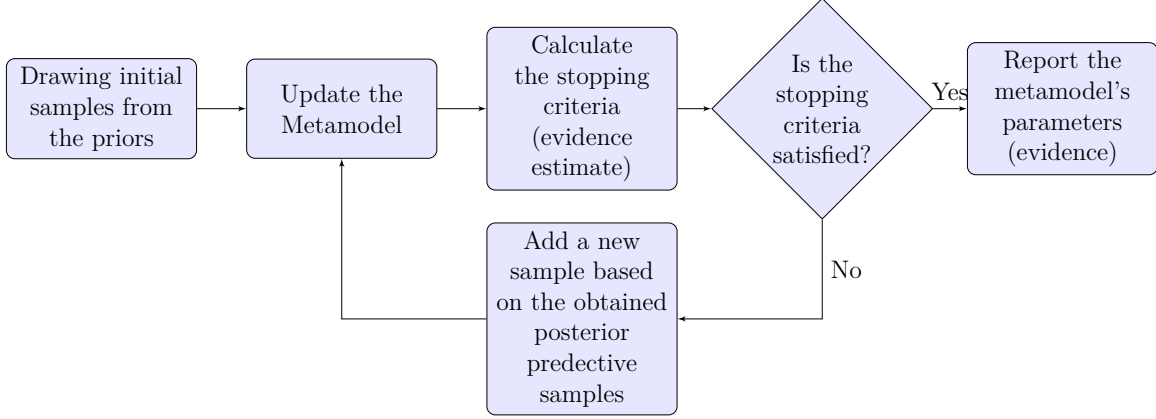 Drawing initial
samples from
the priors
Update the
Metamodel
Calculate
the stopping
criteria
(evidence
estimate)
Is the
stopping
criteria
satisfied?
Yes
Report the
metamodel's
parameters
(evidence)
No
Add a new
sample based
on the obtained
posterior
predective
samples